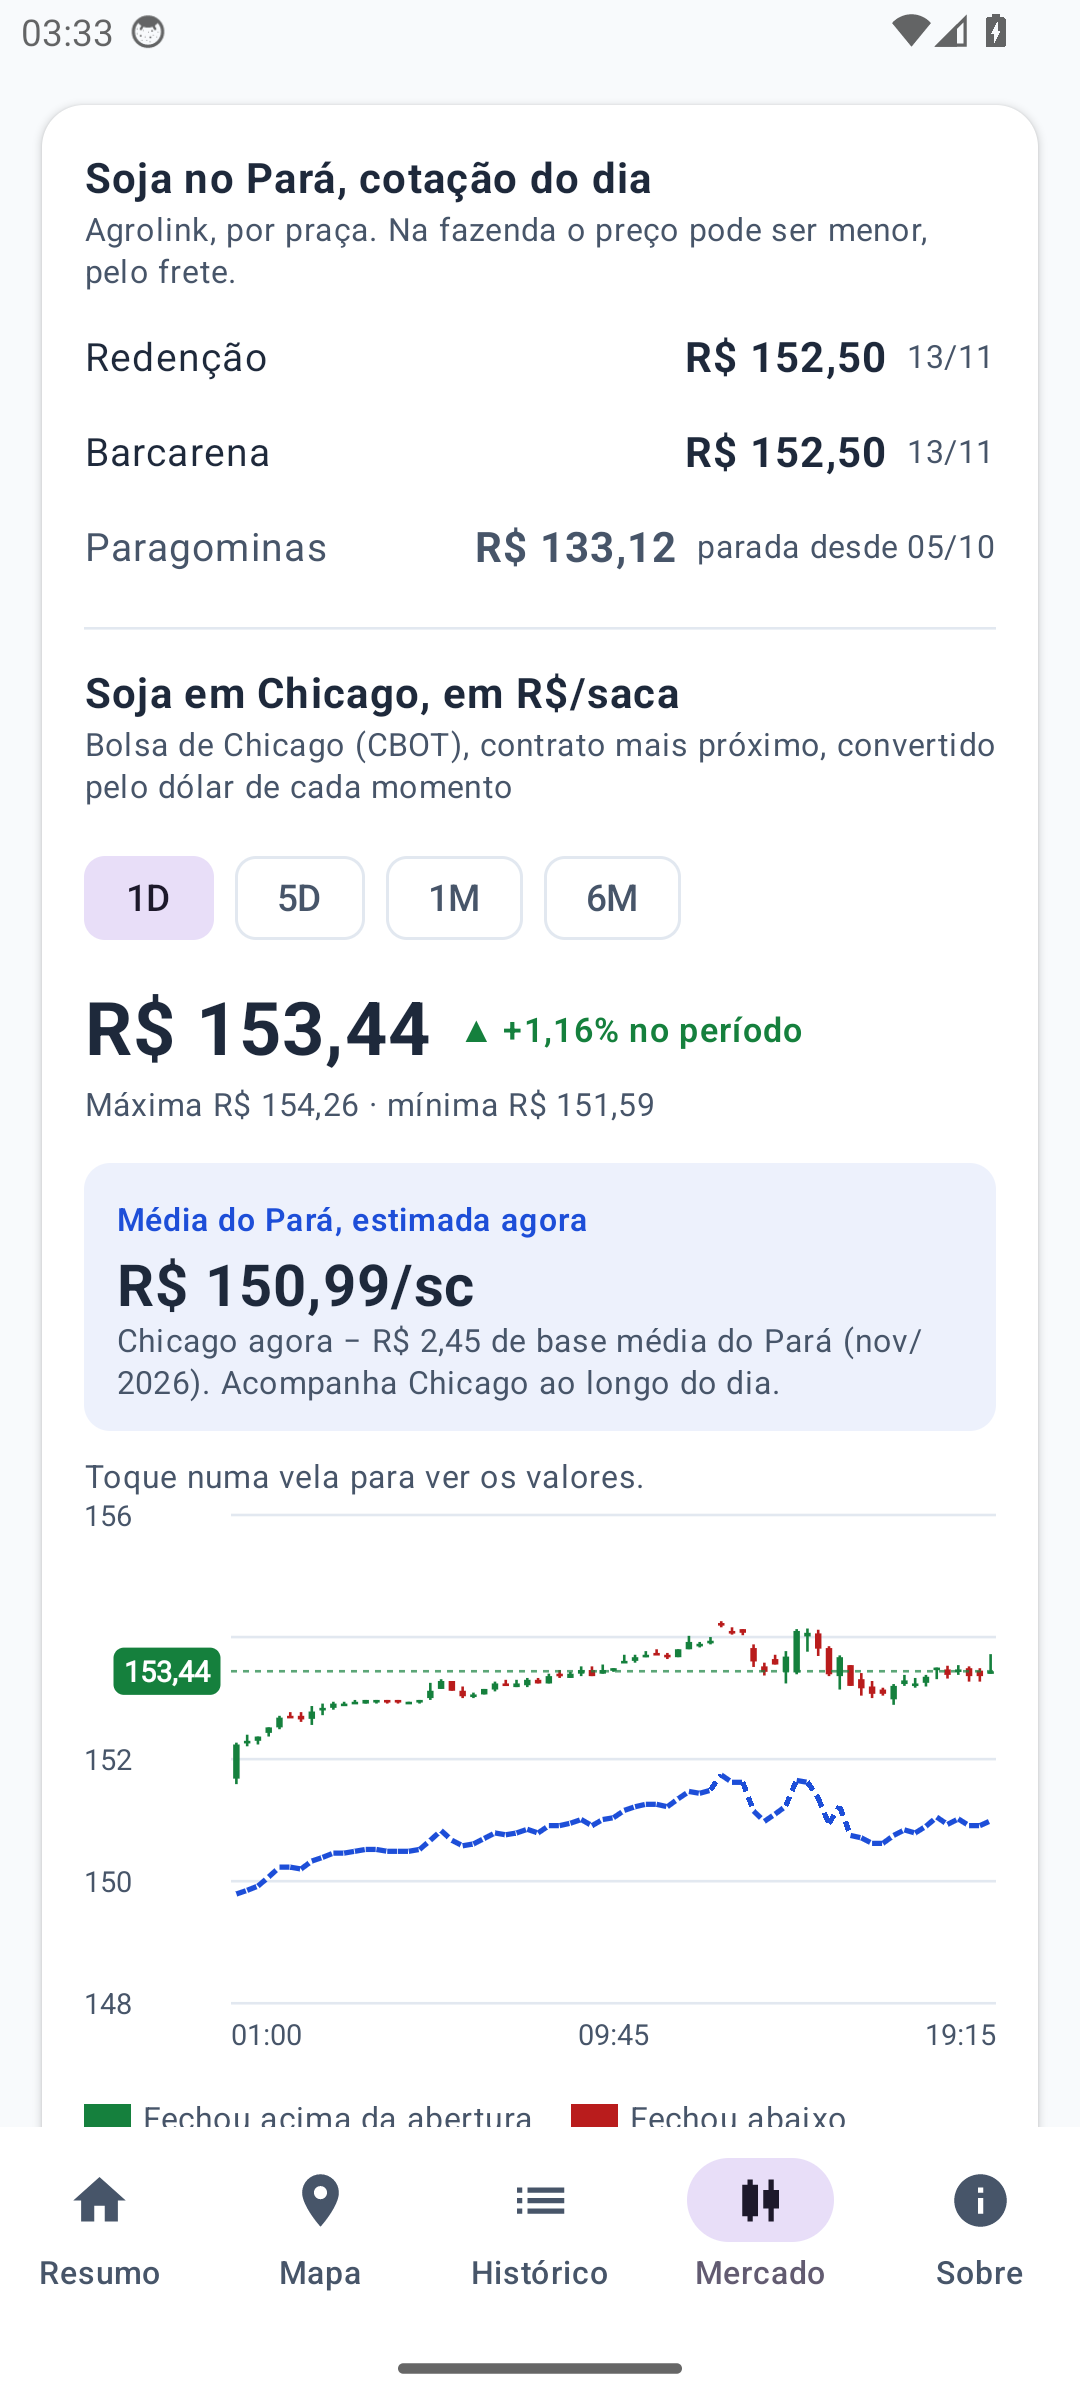 03:33
Soja no Pará, cotação do dia
Agrolink, por praça. Na fazenda o preço pode ser menor,
pelo frete.
Redenção R$ 152,50 13/11
Barcarena R$ 152,50 13/11
Paragominas R$ 133,12 parada desde 05/10
Soja em Chicago, em R$/saca
Bolsa de Chicago (CBOT), contrato mais próximo, convertido
pelo dólar de cada momento
1D 5D 1M 6M
R$ 153,44 ▲ +1,16% no período
Máxima R$ 154,26 · mínima R$ 151,59
Média do Pará, estimada agora
R$ 150,99/sc
Chicago agora − R$ 2,45 de base média do Pará (nov/
2026). Acompanha Chicago ao longo do dia.
Toque numa vela para ver os valores.
156
153,44
152
150
148
01:00 09:45 19:15
Fechou acima da abertura Fechou abaixo
Resumo Mapa Histórico Mercado Sobre